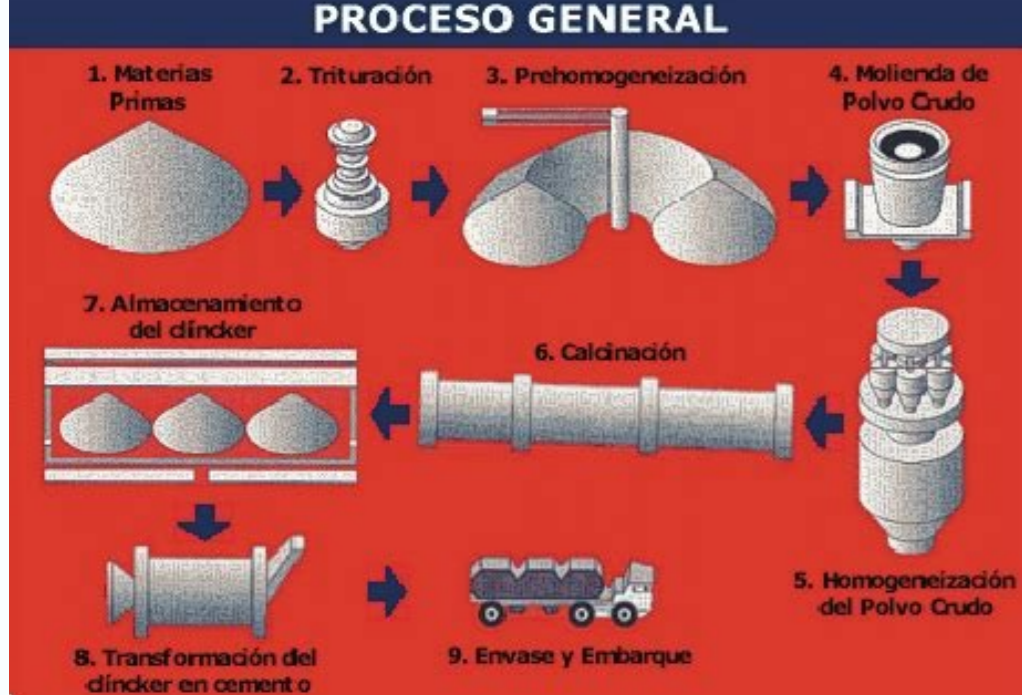 PROCESO GENERAL
1. Materias
Primas
2. Trituración
3. Prehomogeneización
4. Molienda de
Polvo Crudo
7. Almacenamiento
del clíncker
6. Calcinación
5. Homogeneización
del Polvo Crudo
8. Transformación del
clíncker en cemento
9. Envase y Embarque